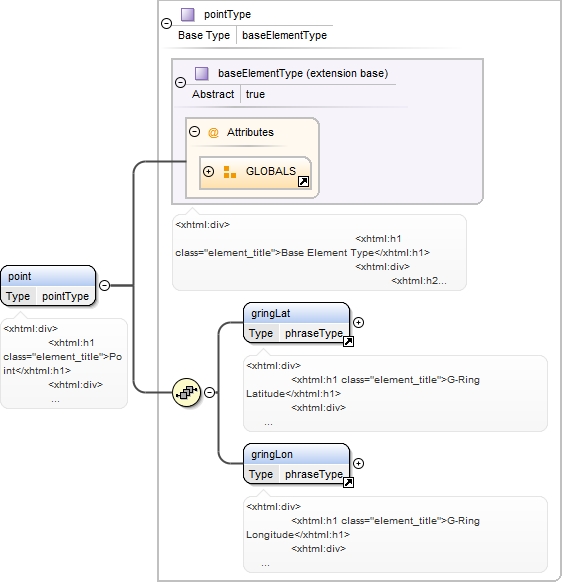 pointType
Base Type baseElementType
baseElementType (extension base)
Abstract true
@ Attributes
GLOBALS
<xhtml:div>
<xhtml:h1
class="element_title">Base Element Type</xhtml:h1>
<xhtml:div>
<xhtml:h2...
point
Type pointType
<xhtml:div>
<xhtml:h1
class="element_title">Po
int</xhtml:h1>
<xhtml:div>
...
gringLat
Type phraseType
<xhtml:div>
<xhtml:h1 class="element_title">G-Ring
Latitude</xhtml:h1>
<xhtml:div>
...
gringLon
Type phraseType
<xhtml:div>
<xhtml:h1 class="element_title">G-Ring
Longitude</xhtml:h1>
<xhtml:div>
...